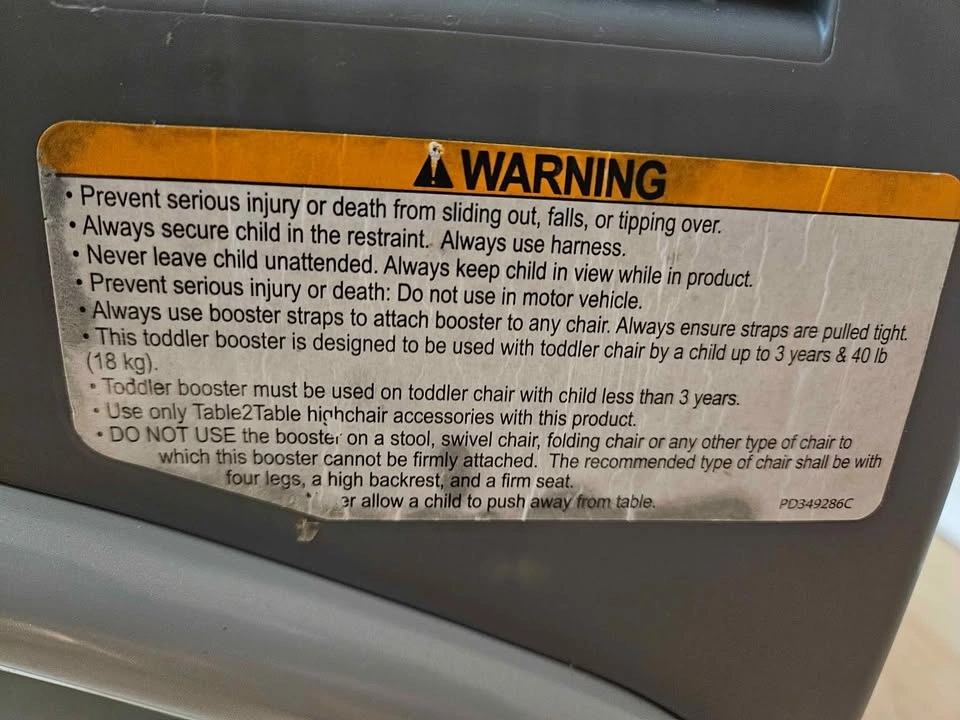 WARNING
• Prevent serious injury or death from sliding out, falls, or tipping over.
• Always secure child in the restraint. Always use harness.
• Never leave child unattended. Always keep child in view while in product.
• Prevent serious injury or death: Do not use in motor vehicle.
• Always use booster straps to attach booster to any chair. Always ensure straps are pulled tight.
• This toddler booster is designed to be used with toddler chair by a child up to 3 years & 40 lb
(18 kg).
• Toddler booster must be used on toddler chair with child less than 3 years.
• Use only Table2Table highchair accessories with this product.
• DO NOT USE the booster on a stool, swivel chair, folding chair or any other type of chair to
which this booster cannot be firmly attached. The recommended type of chair shall be with
four legs, a high backrest, and a firm seat.
allow a child to push away from table.
PD349286C